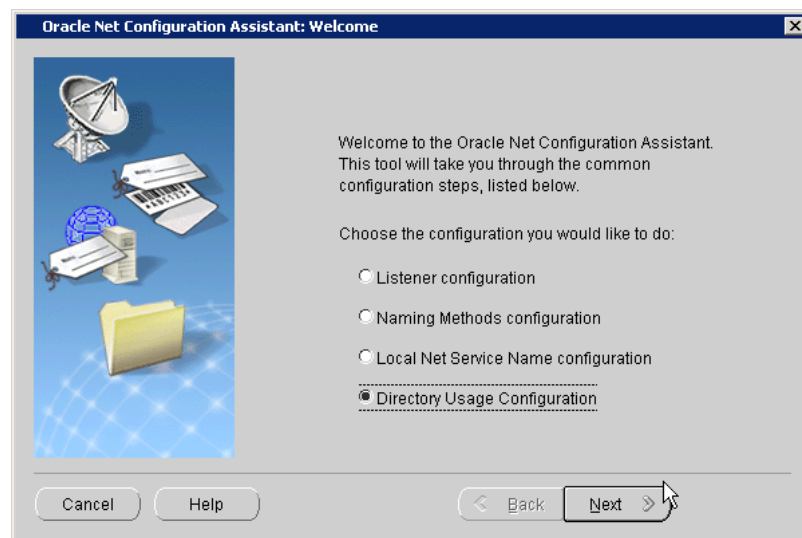 Oracle Net Configuration Assistant: Welcome
Welcome to the Oracle Net Configuration Assistant.
This tool will take you through the common
configuration steps, listed below.
Choose the configuration you would like to do:
Listener configuration
Naming Methods configuration
Local Net Service Name configuration
Directory Usage Configuration
Cancel
Help
Back
Next